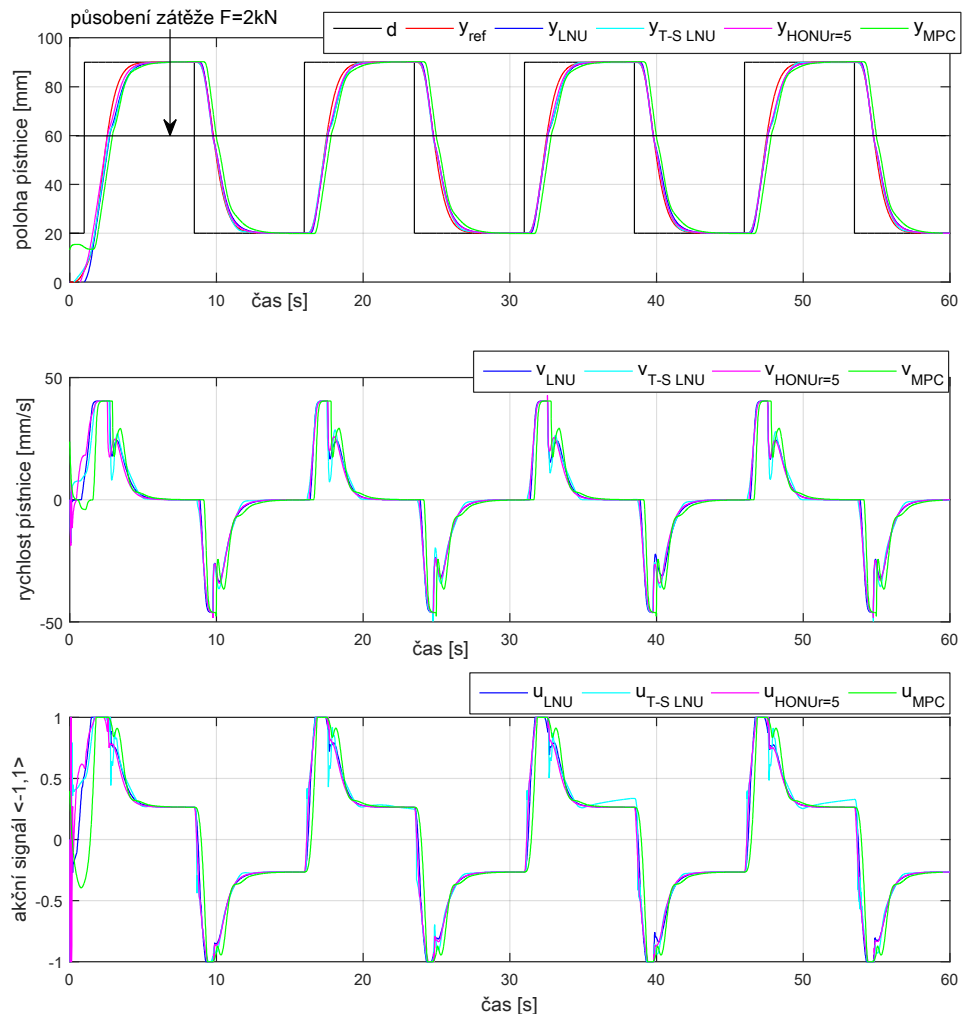 působení zátěže F=2kN
d y_ref y_LNU y_T-S LNU y_HONUr=5 y_MPC
poloha pístnice [mm]
100
80
60
40
20
0
0 10 20 30 40 50 60
čas [s]
v_LNU v_T-S LNU v_HONUr=5 v_MPC
rychlost pístnice [mm/s]
50
0
-50
0 10 20 30 40 50 60
čas [s]
u_LNU u_T-S LNU u_HONUr=5 u_MPC
akční signál <-1,1>
1
0.5
0
-0.5
-1
0 10 20 30 40 50 60
čas [s]